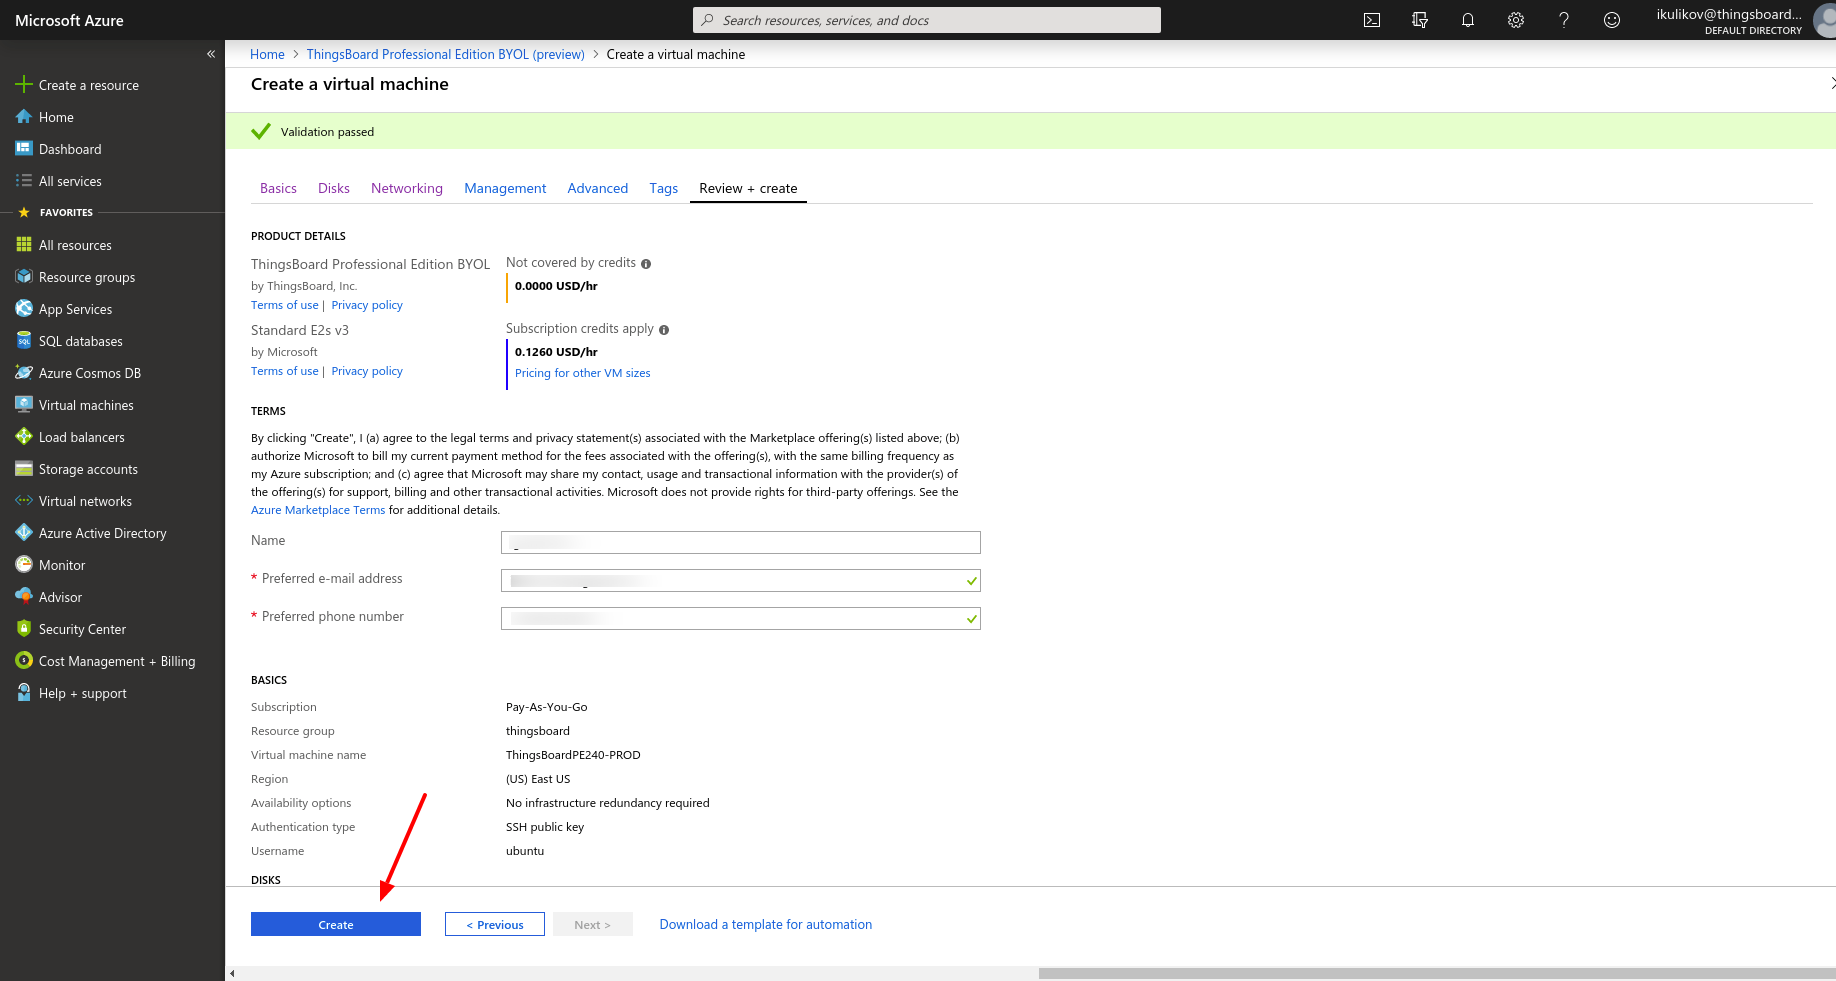 Microsoft Azure
Search resources, services, and docs
ikulikov@thingsboard...
DEFAULT DIRECTORY
«
Create a resource
Home
Dashboard
All services
FAVORITES
All resources
Resource groups
App Services
SQL databases
Azure Cosmos DB
Virtual machines
Load balancers
Storage accounts
Virtual networks
Azure Active Directory
Monitor
Advisor
Security Center
Cost Management + Billing
Help + support
Home > ThingsBoard Professional Edition BYOL (preview) > Create a virtual machine
Create a virtual machine
Validation passed
Basics Disks Networking Management Advanced Tags Review + create
PRODUCT DETAILS
ThingsBoard Professional Edition BYOL
by ThingsBoard, Inc.
Terms of use | Privacy policy
Not covered by credits
0.0000 USD/hr
Standard E2s v3
by Microsoft
Terms of use | Privacy policy
Subscription credits apply
0.1260 USD/hr
Pricing for other VM sizes
TERMS
By clicking "Create", I (a) agree to the legal terms and privacy statement(s) associated with the Marketplace offering(s) listed above; (b)
authorize Microsoft to bill my current payment method for the fees associated with the offering(s), with the same billing frequency as
my Azure subscription; and (c) agree that Microsoft may share my contact, usage and transactional information with the provider(s) of
the offering(s) for support, billing and other transactional activities. Microsoft does not provide rights for third-party offerings. See the
Azure Marketplace Terms for additional details.
Name
* Preferred e-mail address
* Preferred phone number
BASICS
Subscription Pay-As-You-Go
Resource group thingsboard
Virtual machine name ThingsBoardPE240-PROD
Region (US) East US
Availability options No infrastructure redundancy required
Authentication type SSH public key
Username ubuntu
DISKS
Create
< Previous
Next >
Download a template for automation